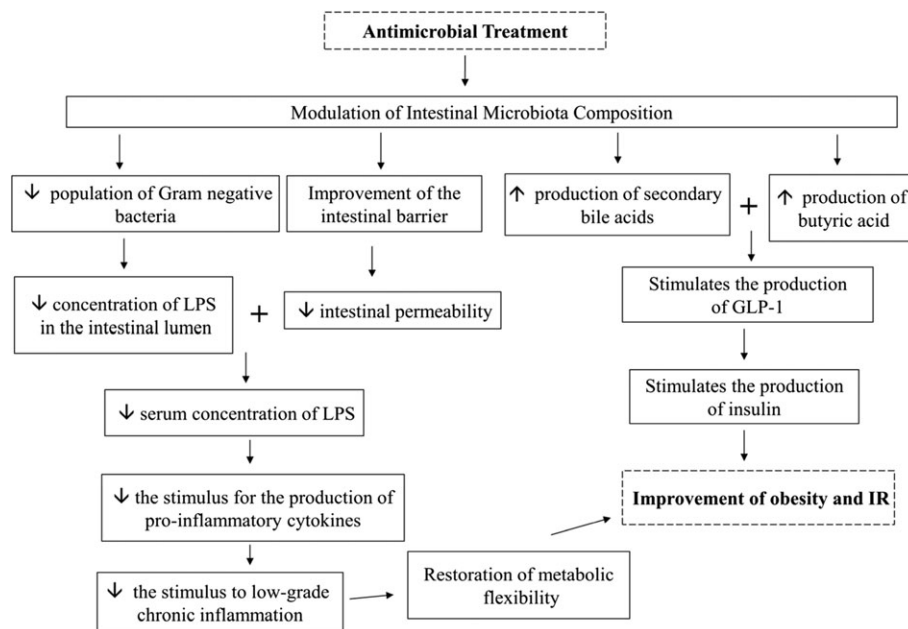 Antimicrobial Treatment
Modulation of Intestinal Microbiota Composition
↓ population of Gram negative
bacteria
Improvement of the
intestinal barrier
↑ production of secondary
bile acids
+
↑ production of
butyric acid
↓ concentration of LPS
in the intestinal lumen
+
↓ intestinal permeability
Stimulates the production
of GLP-1
↓ serum concentration of LPS
Stimulates the production
of insulin
↓ the stimulus for the production of
pro-inflammatory cytokines
Improvement of obesity and IR
↓ the stimulus to low-grade
chronic inflammation
Restoration of metabolic
flexibility